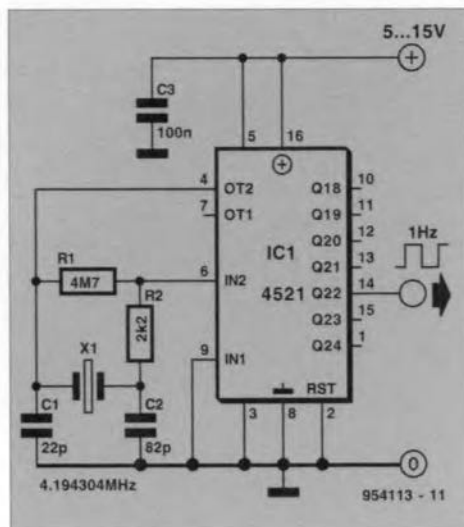 5...15V
C3
100n
5
16
4
OT2
7
OT1
R1
4M7
6
IN2
R2
2k2
IC1
4521
Q18
10
Q19
11
Q20
12
Q21
13
Q22
14
Q23
15
Q24
1
1Hz
X1
9
IN1
RST
3
8
2
C1
22p
C2
82p
0
4.194304MHz
954113 - 11